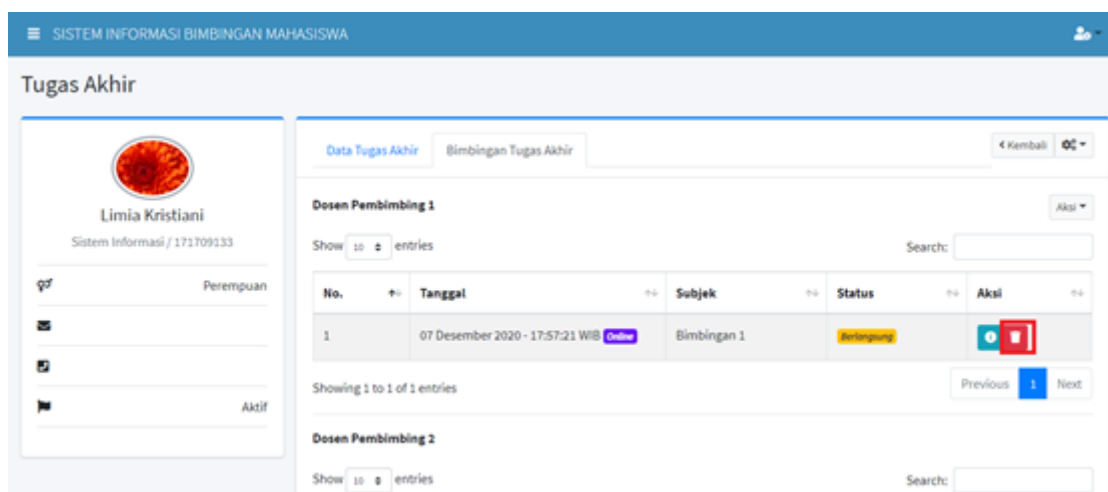 SISTEM INFORMASI BIMBINGAN MAHASISWA
Tugas Akhir
Limia Kristiani
Sistem Informasi / 171709133
Perempuan
Aktif
Data Tugas Akhir Bimbingan Tugas Akhir Kembali
Dosen Pembimbing 1 Aksi
Show 10 entries Search:
No. Tanggal Subjek Status Aksi
1 07 Desember 2020 - 17:57:21 WIB Online Bimbingan 1 Berlangsung
Showing 1 to 1 of 1 entries Previous 1 Next
Dosen Pembimbing 2
Show 10 entries Search: